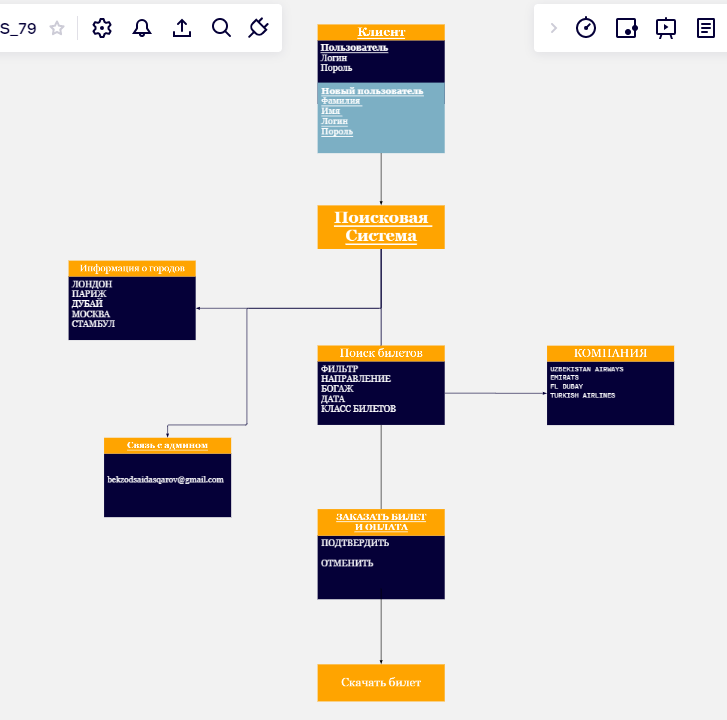 S_79
Клиент
Пользователь
Логин
Пороль
Новый пользователь
Фамилия
Имя
Логин
Пороль
Поисковая
Система
Информация о городов
ЛОНДОН
ПАРИЖ
ДУБАЙ
МОСКВА
СТАМБУЛ
Поиск билетов
ФИЛЬТР
НАПРАВЛЕНИЕ
БОГАЖ
ДАТА
КЛАСС БИЛЕТОВ
КОМПАНИЯ
UZBEKISTAN AIRWAYS
EMIRATS
FL DUBAY
TURKISH AIRLINES
Связь с админом
bekzodsaidasqarov@gmail.com
ЗАКАЗАТЬ БИЛЕТ
И ОПЛАТА
ПОДТВЕРДИТЬ
ОТМЕНИТЬ
Скачать билет